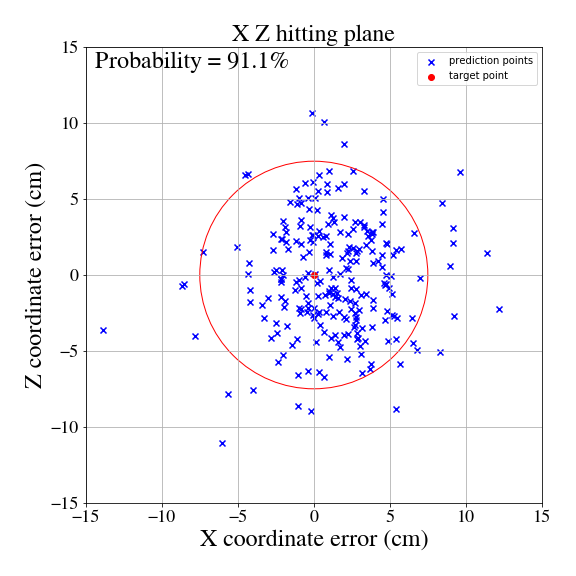 X Z hitting plane
Probability = 91.1%
prediction points
target point
15
10
5
0
−5
−10
−15
Z coordinate error (cm)
−15 −10 −5 0 5 10 15
X coordinate error (cm)